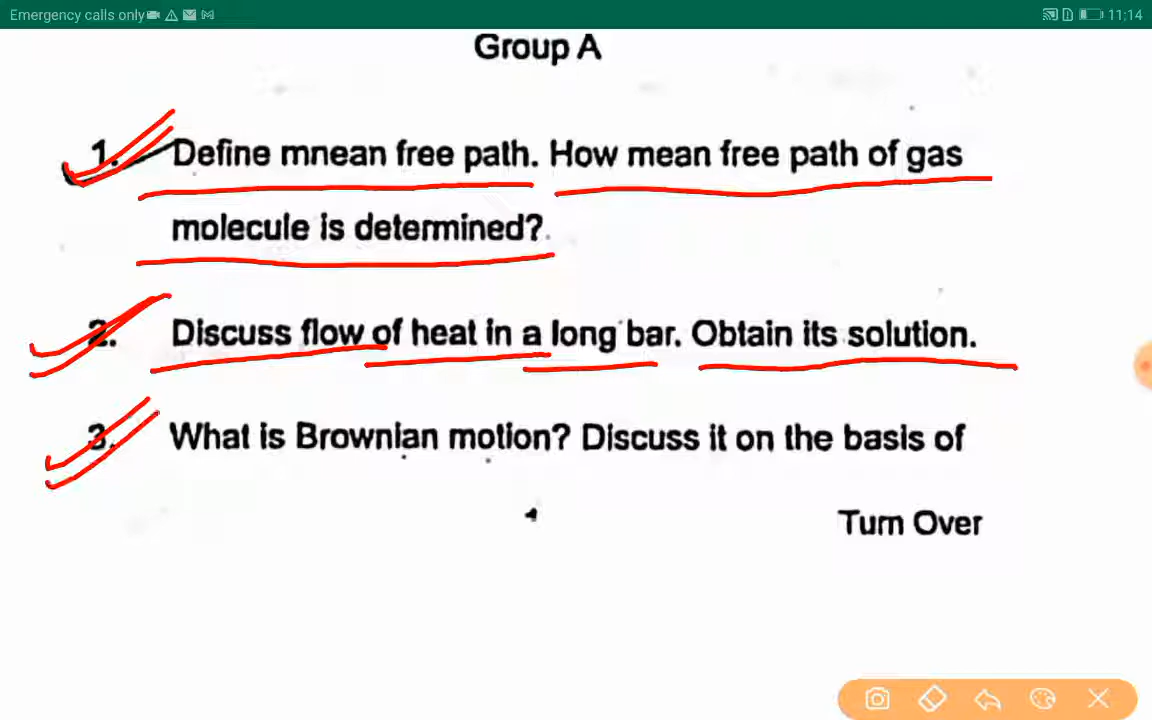 Emergency calls only
11:14
Group A
1. Define mnean free path. How mean free path of gas
molecule is determined?
2. Discuss flow of heat in a long bar. Obtain its solution.
3. What is Brownian motion? Discuss it on the basis of
Turn Over